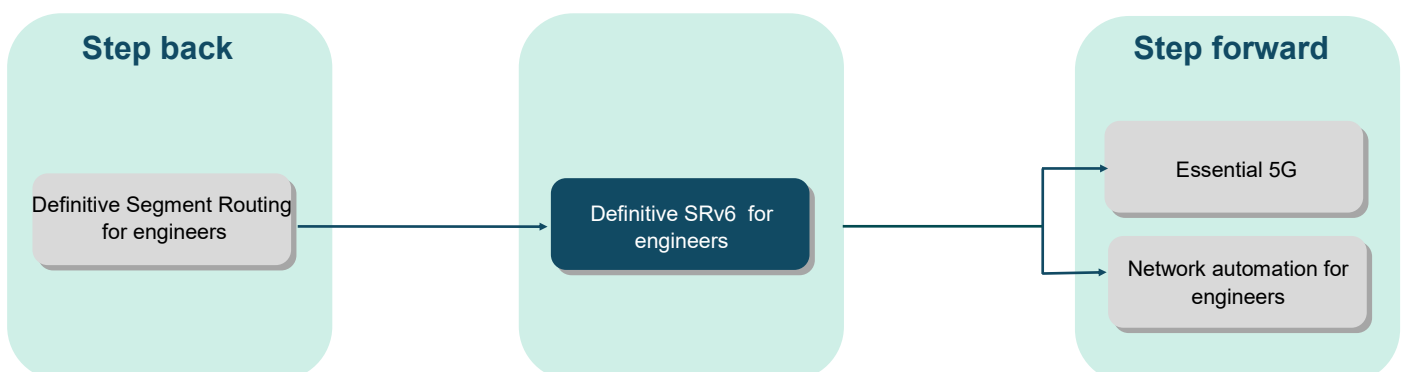 Step back
Definitive Segment Routing
for engineers
Definitive SRv6 for
engineers
Step forward
Essential 5G
Network automation for
engineers